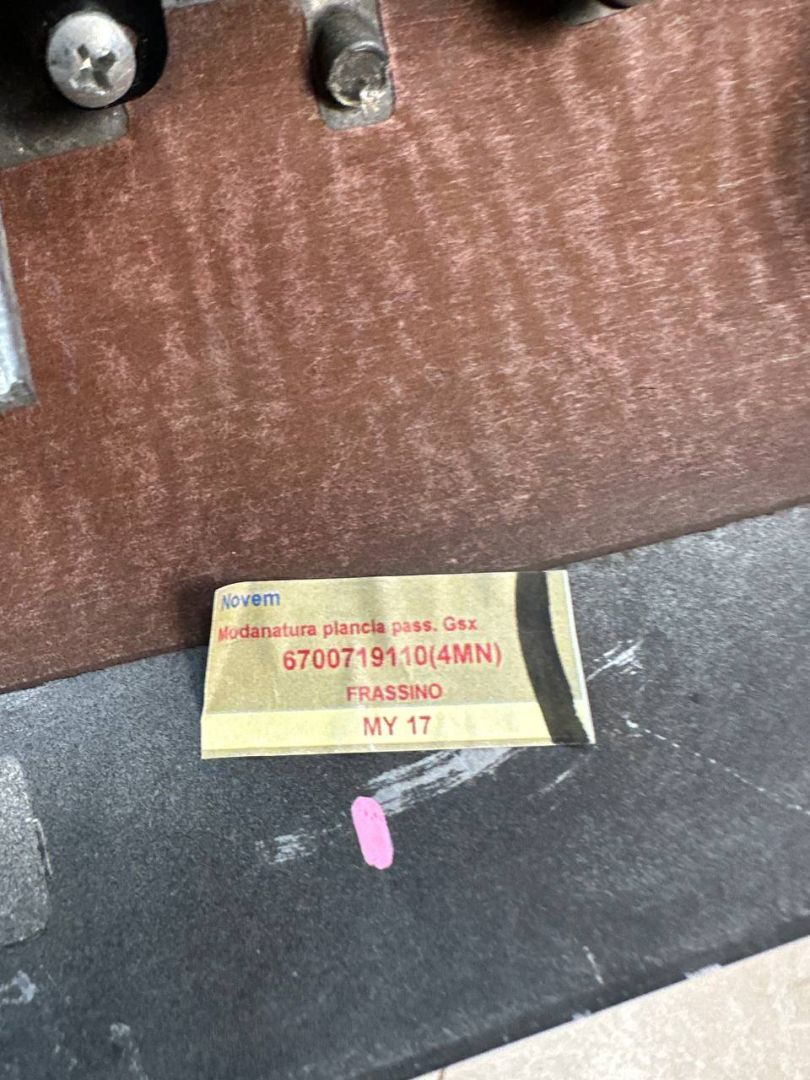 Novem
Modanatura plancia pass. Gsx
6700719110(4MN)
FRASSINO
MY 17